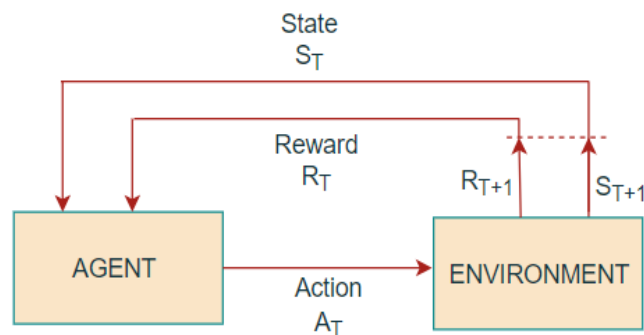 State
S_T
Reward
R_T
R_T+1
S_T+1
AGENT
ENVIRONMENT
Action
A_T